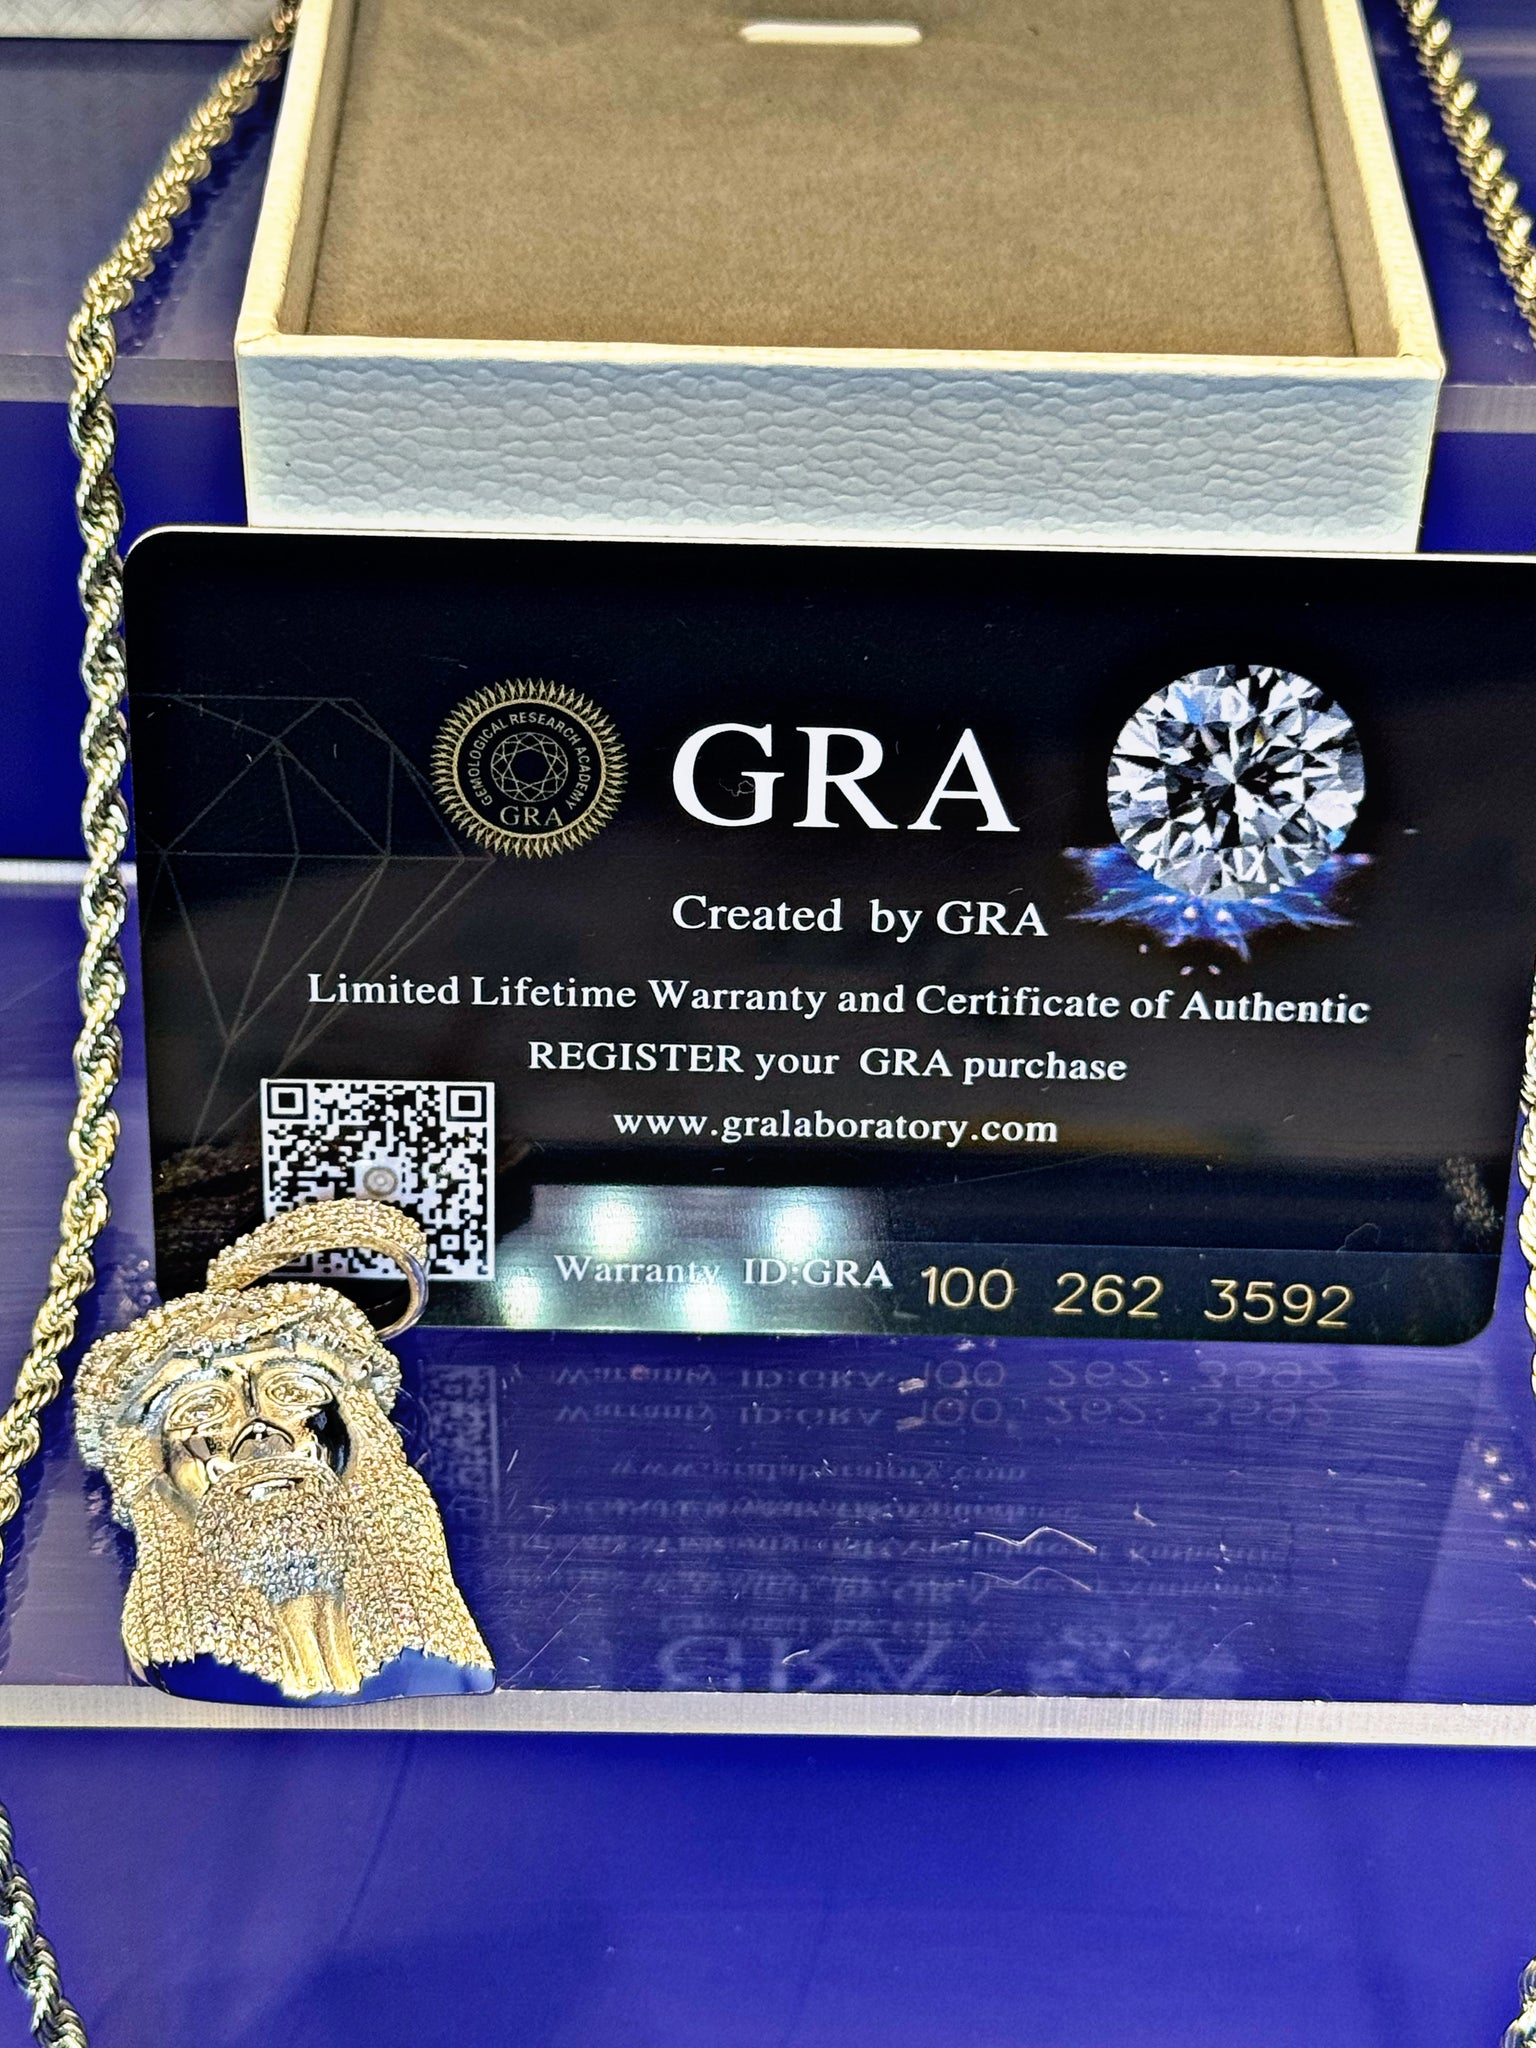 GEMOLOGICAL RESEARCH ACADEMY
GRA
GRA
Created by GRA
Limited Lifetime Warranty and Certificate of Authentic
REGISTER your GRA purchase
www.gralaboratory.com
Warranty ID:GRA 100 262 3592